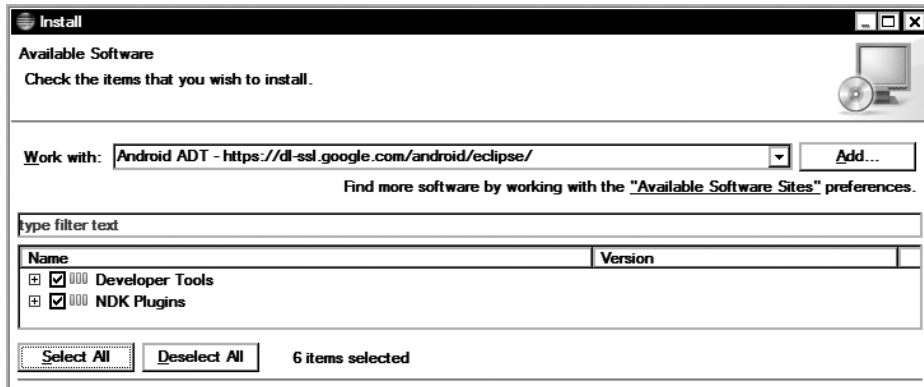 Install
Available Software
Check the items that you wish to install.
Work with: Android ADT - https://dl-ssl.google.com/android/eclipse/ Add...
Find more software by working with the "Available Software Sites" preferences.
type filter text
Name Version
Developer Tools
NDK Plugins
Select All Deselect All 6 items selected